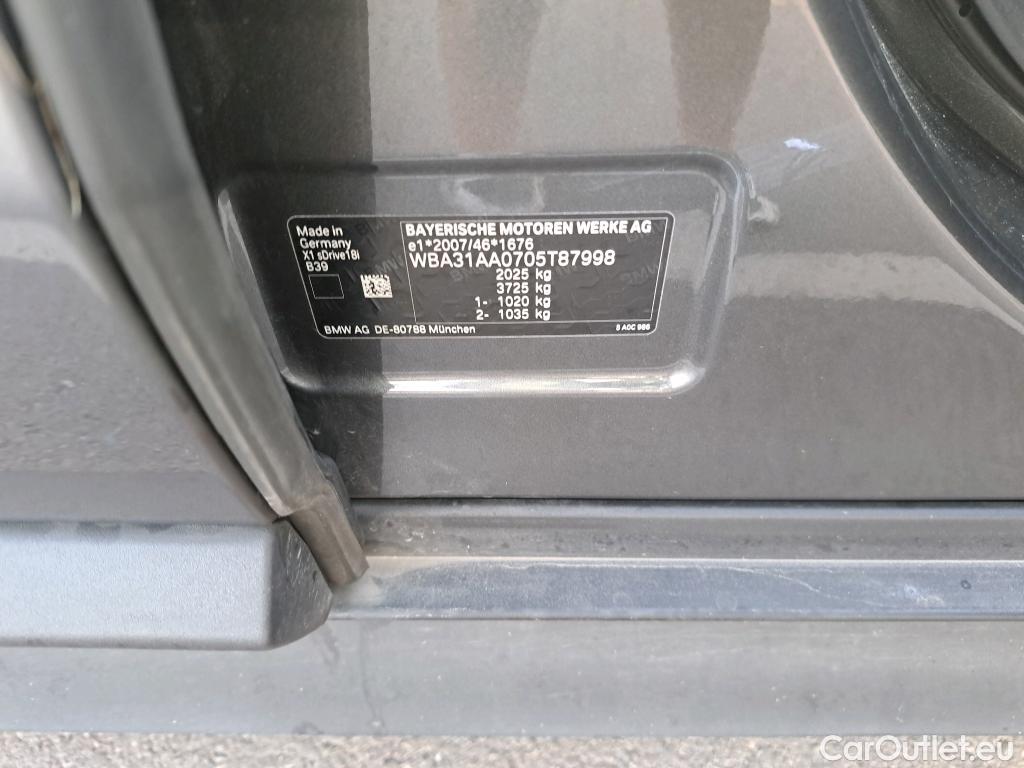 Made in
Germany
X1 sDrive18i
B39
BAYERISCHE MOTOREN WERKE AG
e1*2007/46*1676
WBA31AA0705T87998
2025 kg
3725 kg
1- 1020 kg
2- 1035 kg
BMW AG DE-80788 München
CarOutlet.eu